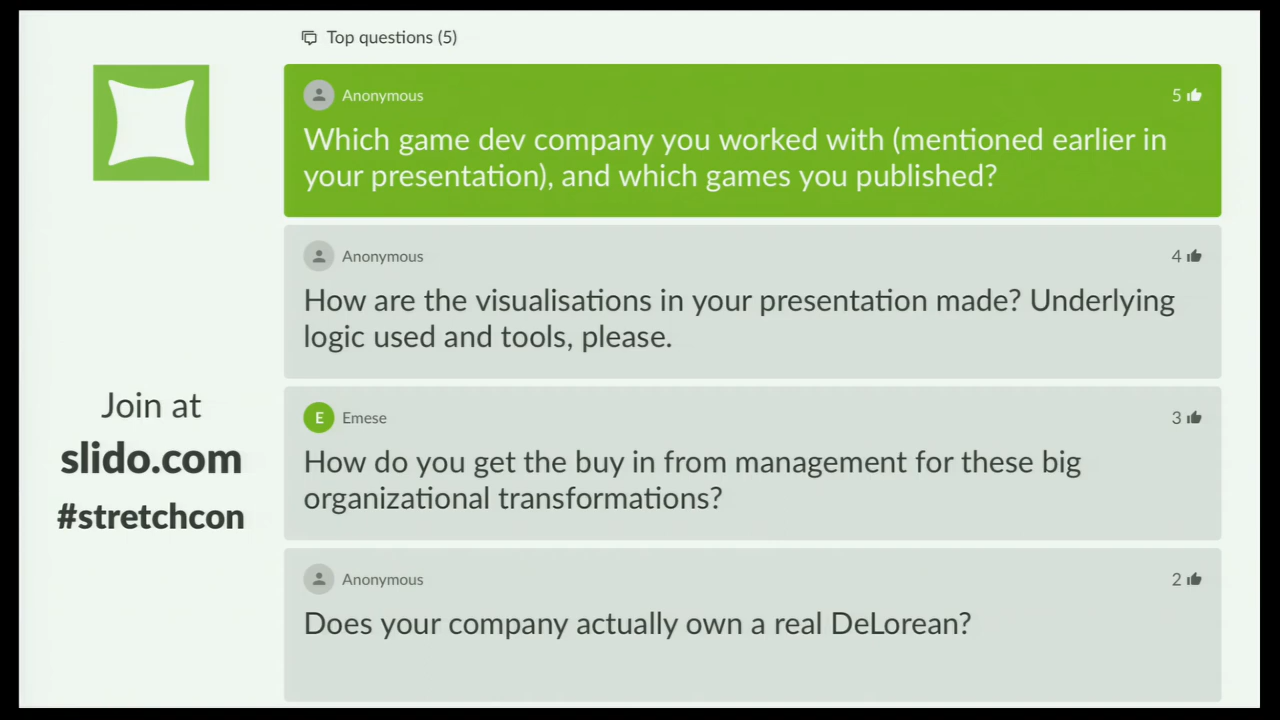 Top questions (5)
Anonymous
5
Which game dev company you worked with (mentioned earlier in
your presentation), and which games you published?
Anonymous
4
How are the visualisations in your presentation made? Underlying
logic used and tools, please.
Join at
slido.com
#stretchcon
E
Emese
3
How do you get the buy in from management for these big
organizational transformations?
Anonymous
2
Does your company actually own a real DeLorean?